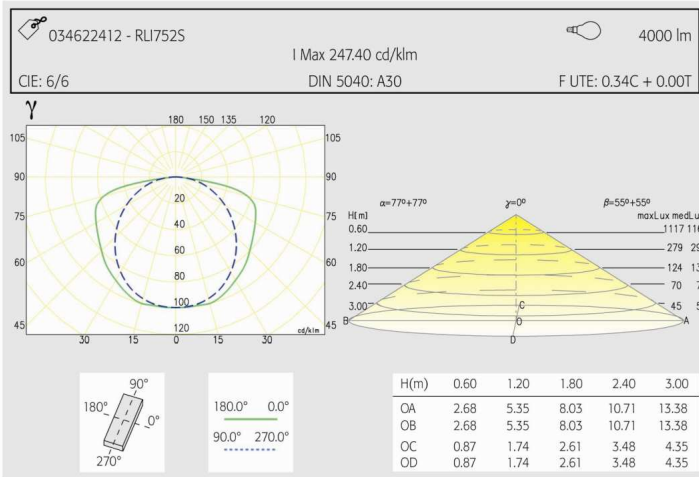 034622412 - RLI752S
4000 lm
I Max 247.40 cd/klm
CIE: 6/6 DIN 5040: A30 F UTE: 0.34C + 0.00T
γ
180 150 135 120
105 105
90 90
75 75
60 60
45 45
20
40
60
80
100
120
cd/klm
30 15 0 15 30
α=77º+77º γ=0º β=55º+55º
H[m] maxLux
0.60 1117
1.20 279
1.80 124
2.40 70
3.00 45
B C O A
D
90°
180° 0°
270°
180.0° 0.0°
90.0° 270.0°
H(m) 0.60 1.20 1.80 2.40 3.00
OA 2.68 5.35 8.03 10.71 13.38
OB 2.68 5.35 8.03 10.71 13.38
OC 0.87 1.74 2.61 3.48 4.35
OD 0.87 1.74 2.61 3.48 4.35